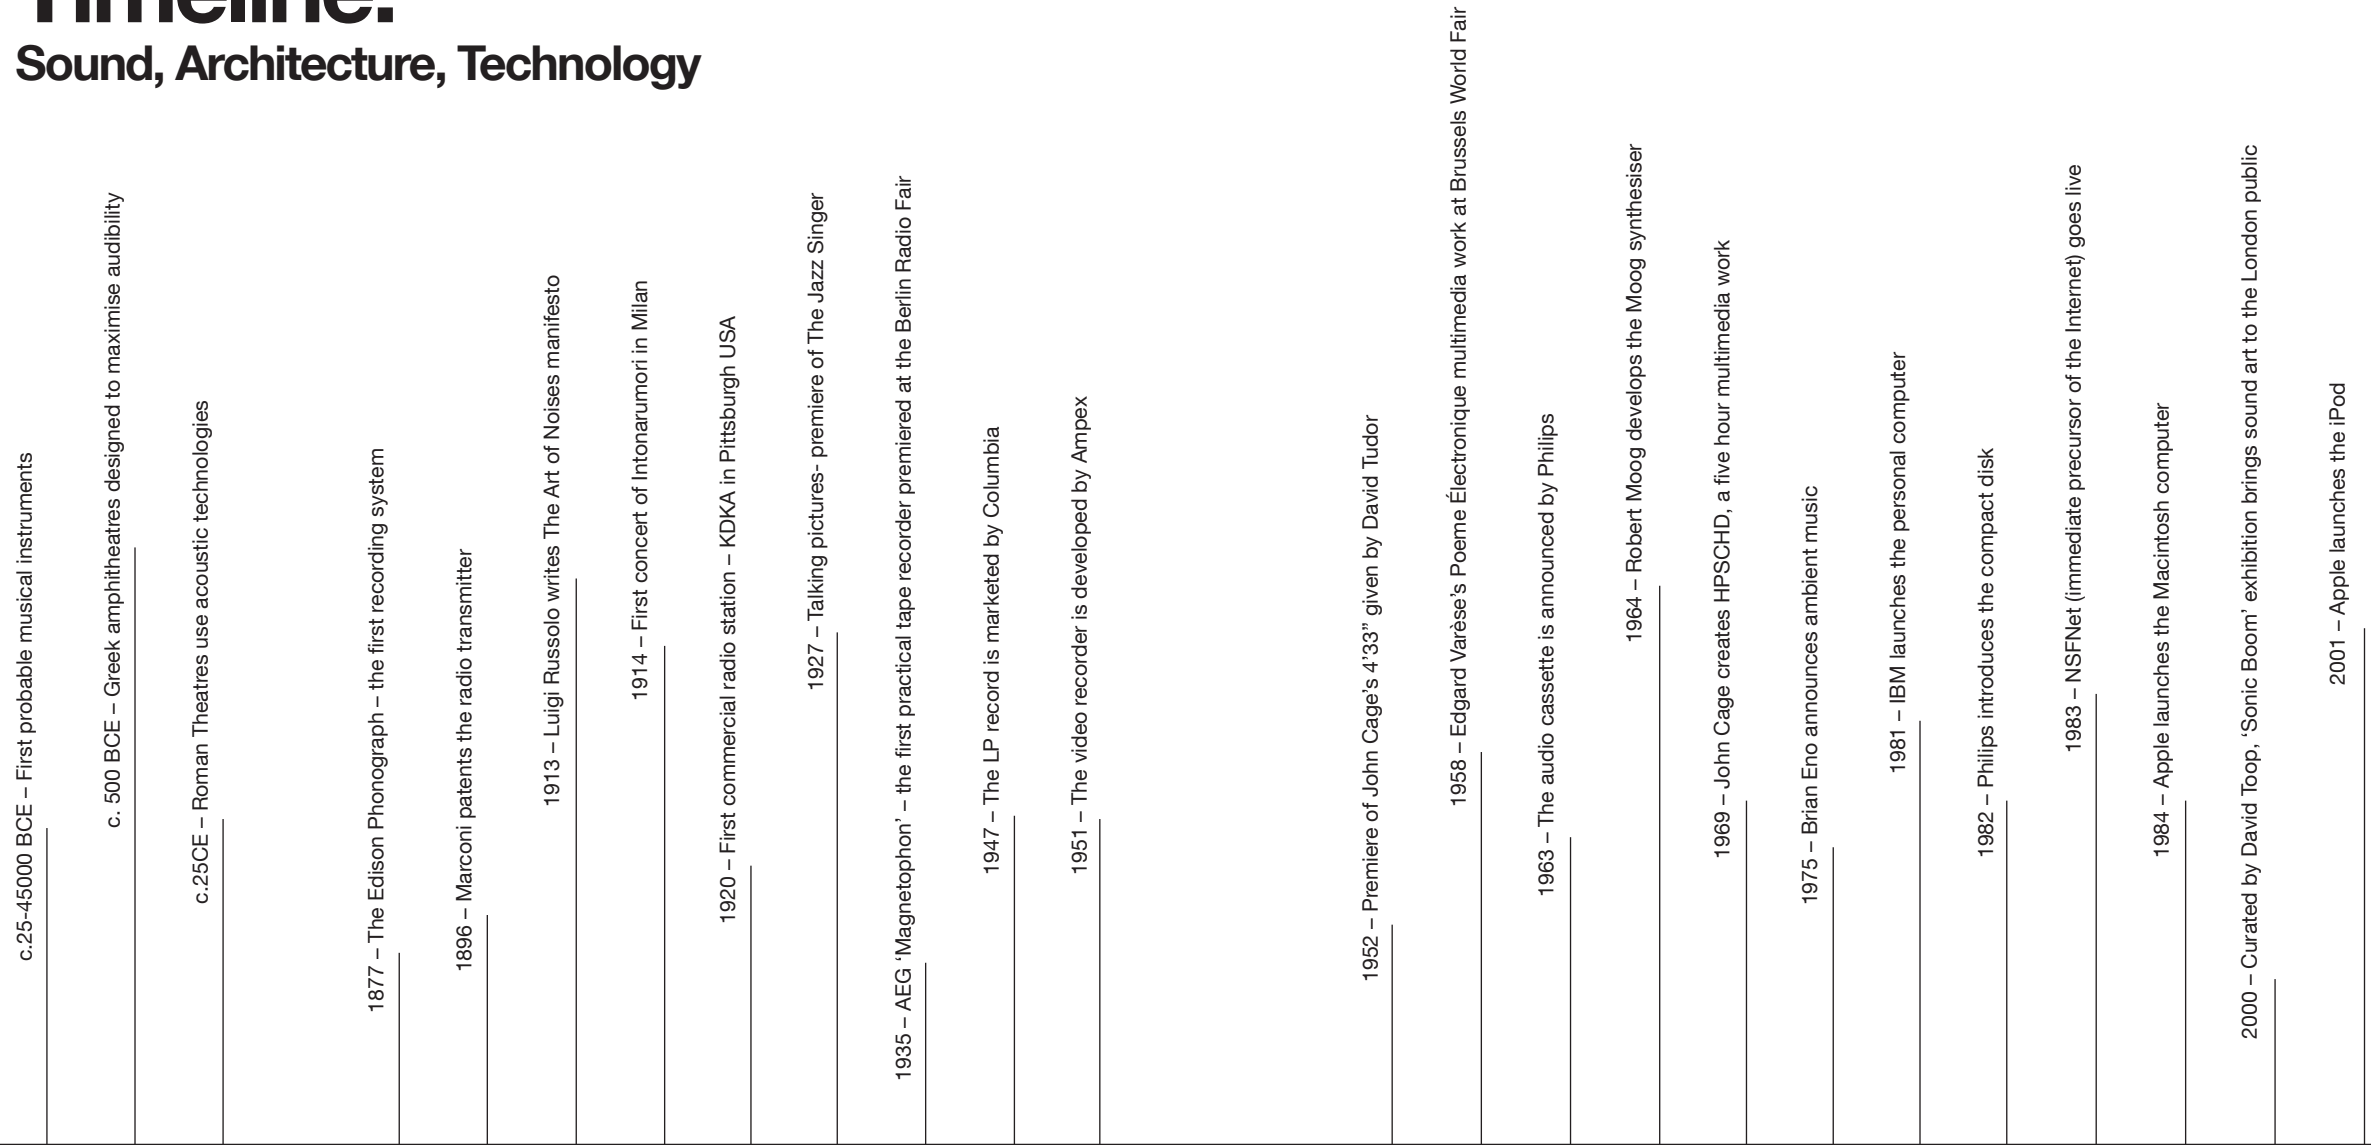 Timeline:
Sound, Architecture, Technology
c.25-45000 BCE – First probable musical instruments
c. 500 BCE – Greek amphitheatres designed to maximise audibility
c.25CE – Roman Theatres use acoustic technologies
1877 – The Edison Phonograph – the first recording system
1896 – Marconi patents the radio transmitter
1913 – Luigi Russolo writes The Art of Noises manifesto
1914 – First concert of Intonarumori in Milan
1920 – First commercial radio station – KDKA in Pittsburgh USA
1927 – Talking pictures- premiere of The Jazz Singer
1935 – AEG ‘Magnetophon’ – the first practical tape recorder premiered at the Berlin Radio Fair
1947 – The LP record is marketed by Columbia
1951 – The video recorder is developed by Ampex
1952 – Premiere of John Cage’s 4’33” given by David Tudor
1958 – Edgard Varèse’s Poeme Électronique multimedia work at Brussels World Fair
1963 – The audio cassette is announced by Philips
1964 – Robert Moog develops the Moog synthesiser
1969 – John Cage creates HPSCHD, a five hour multimedia work
1975 – Brian Eno announces ambient music
1981 – IBM launches the personal computer
1982 – Philips introduces the compact disk
1983 – NSFNet (immediate precursor of the Internet) goes live
1984 – Apple launches the Macintosh computer
2000 – Curated by David Toop, ‘Sonic Boom’ exhibition brings sound art to the London public
2001 – Apple launches the iPod